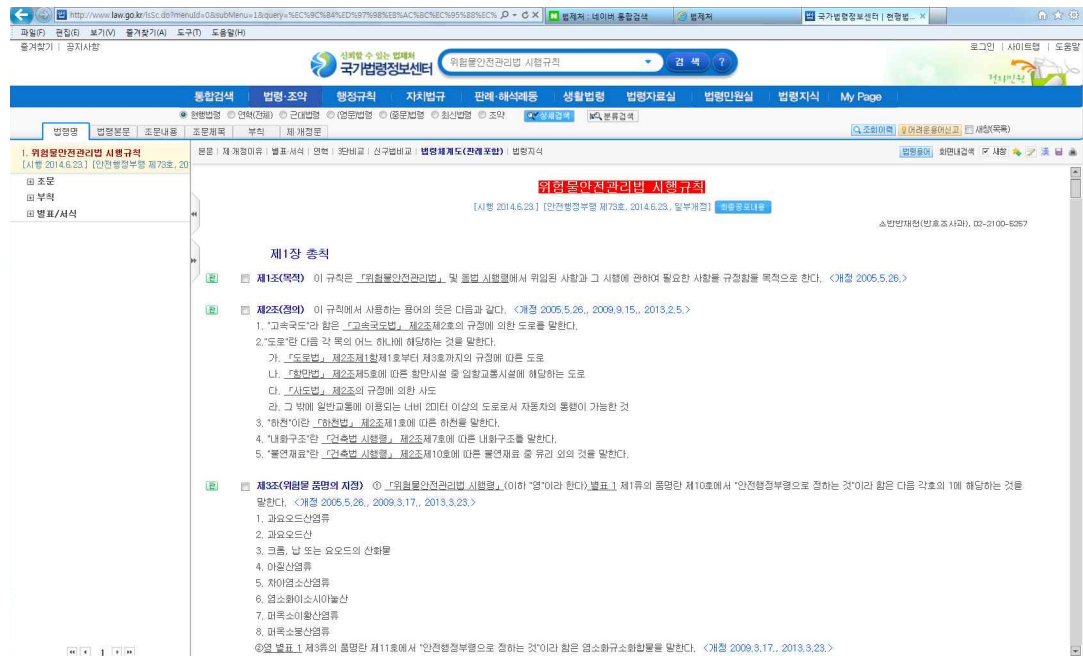 http://www.law.go.kr/lsSc.do?menuId=0&subMenu=1&query=%EC%9C%84%ED%97%98%EB%AC%BC%EC%95%88%EC%
법제처 : 네이버 통합검색
법제처
국가법령정보센터 | 현행법...
파일(F) 편집(E) 보기(V) 즐겨찾기(A) 도구(T) 도움말(H)
즐겨찾기 | 공지사항
로그인 | 사이트맵 | 도움말
신뢰할 수 있는 법제처
국가법령정보센터
위험물안전관리법 시행규칙
검 색 ?
통합검색 법령·조약 행정규칙 자치법규 판례·해석례등 생활법령 법령자료실 법령민원실 법령지식 My Page
현행법령 연혁(전체) 근대법령 (영문)법령 (중문)법령 최신법령 조약 상세검색 분류검색
법령명 법령본문 조문내용 조문제목 부칙 제·개정문
조회이력 어려운용어신고 새창(목록)
1. 위험물안전관리법 시행규칙
[시행 2014.6.23.] [안전행정부령 제73호, 20
조문
부칙
별표/서식
본문 | 제·개정이유 | 별표·서식 | 연혁 | 3단비교 | 신구법비교 | 법령체계도(판례포함) | 법령지식
법령용어 화면내검색 새창
위험물안전관리법 시행규칙
[시행 2014.6.23.] [안전행정부령 제73호, 2014.6.23., 일부개정] 최종공포내용
소방방재청(방호조사과), 02-2100-5257
제1장 총칙
제1조(목적) 이 규칙은 「위험물안전관리법」 및 동법 시행령에서 위임된 사항과 그 시행에 관하여 필요한 사항을 규정함을 목적으로 한다. <개정 2005.5.26.>
제2조(정의) 이 규칙에서 사용하는 용어의 뜻은 다음과 같다. <개정 2005.5.26., 2009.9.15., 2013.2.5.>
1. "고속국도"라 함은 「고속국도법」 제2조제2호의 규정에 의한 도로를 말한다.
2."도로"란 다음 각 목의 어느 하나에 해당하는 것을 말한다.
가. 「도로법」 제2조제1항제1호부터 제3호까지의 규정에 따른 도로
나. 「항만법」 제2조제5호에 따른 항만시설 중 임항교통시설에 해당하는 도로
다. 「사도법」 제2조의 규정에 의한 사도
라. 그 밖에 일반교통에 이용되는 너비 2미터 이상의 도로로서 자동차의 통행이 가능한 것
3. "하천"이란 「하천법」 제2조제1호에 따른 하천을 말한다.
4. "내화구조"란 「건축법 시행령」 제2조제7호에 따른 내화구조를 말한다.
5. "불연재료"란 「건축법 시행령」 제2조제10호에 따른 불연재료 중 유리 외의 것을 말한다.
제3조(위험물 품명의 지정) ① 「위험물안전관리법 시행령」(이하 "영"이라 한다) 별표 1 제1류의 품명란 제10호에서 "안전행정부령으로 정하는 것"이라 함은 다음 각호의 1에 해당하는 것을
말한다. <개정 2005.5.26., 2009.3.17., 2013.3.23.>
1. 과요오드산염류
2. 과요오드산
3. 크롬, 납 또는 요오드의 산화물
4. 아질산염류
5. 차아염소산염류
6. 염소화이소시아눌산
7. 퍼옥소이황산염류
8. 퍼옥소붕산염류
②영 별표 1 제3류의 품명란 제11호에서 "안전행정부령으로 정하는 것"이라 함은 염소화규소화합물을 말한다. <개정 2009.3.17., 2013.3.23.>
1